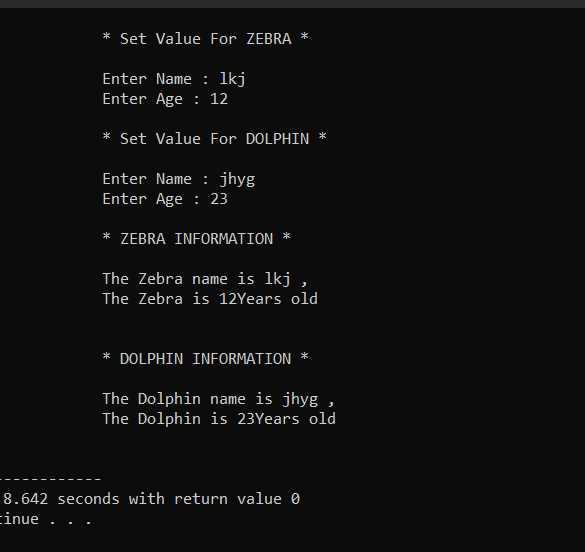 * Set Value For ZEBRA *
Enter Name : lkj
Enter Age : 12
* Set Value For DOLPHIN *
Enter Name : jhyg
Enter Age : 23
* ZEBRA INFORMATION *
The Zebra name is lkj ,
The Zebra is 12Years old
* DOLPHIN INFORMATION *
The Dolphin name is jhyg ,
The Dolphin is 23Years old
------------
8.642 seconds with return value 0
tinue . . .